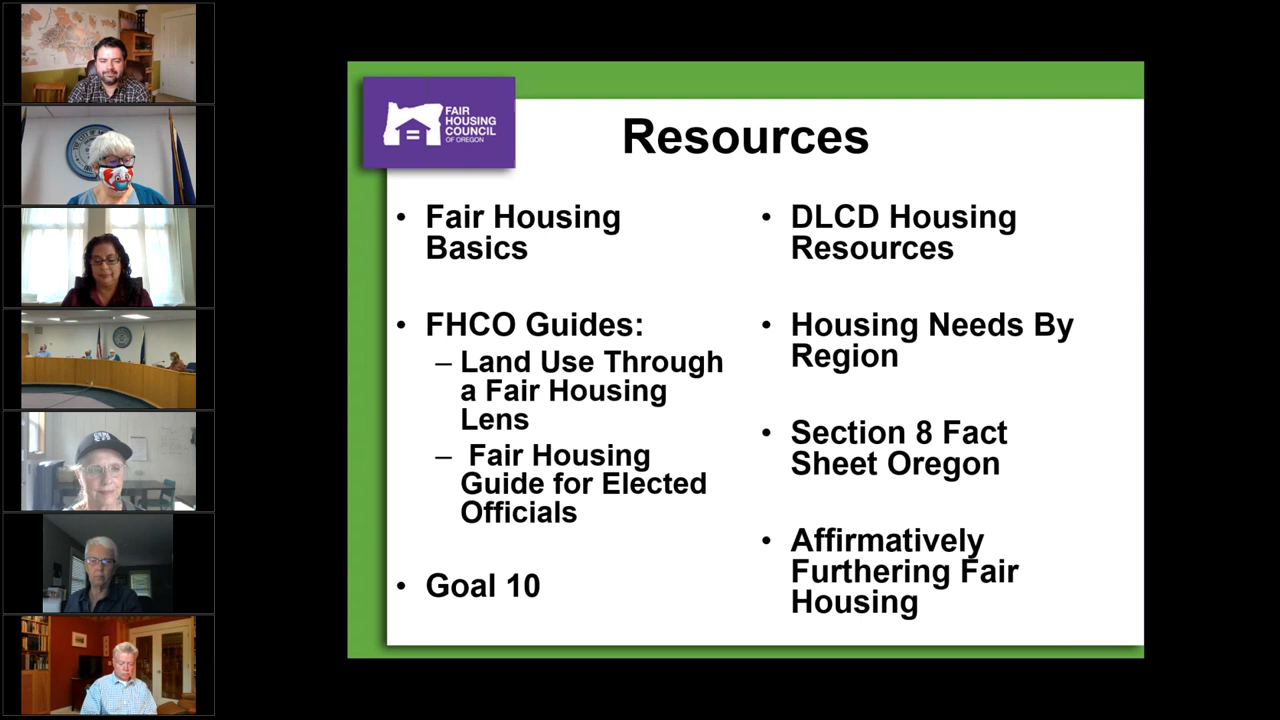 FAIR
HOUSING
COUNCIL
OF OREGON
Resources
• Fair Housing
Basics
• FHCO Guides:
– Land Use Through
a Fair Housing
Lens
– Fair Housing
Guide for Elected
Officials
• Goal 10
• DLCD Housing
Resources
• Housing Needs By
Region
• Section 8 Fact
Sheet Oregon
• Affirmatively
Furthering Fair
Housing